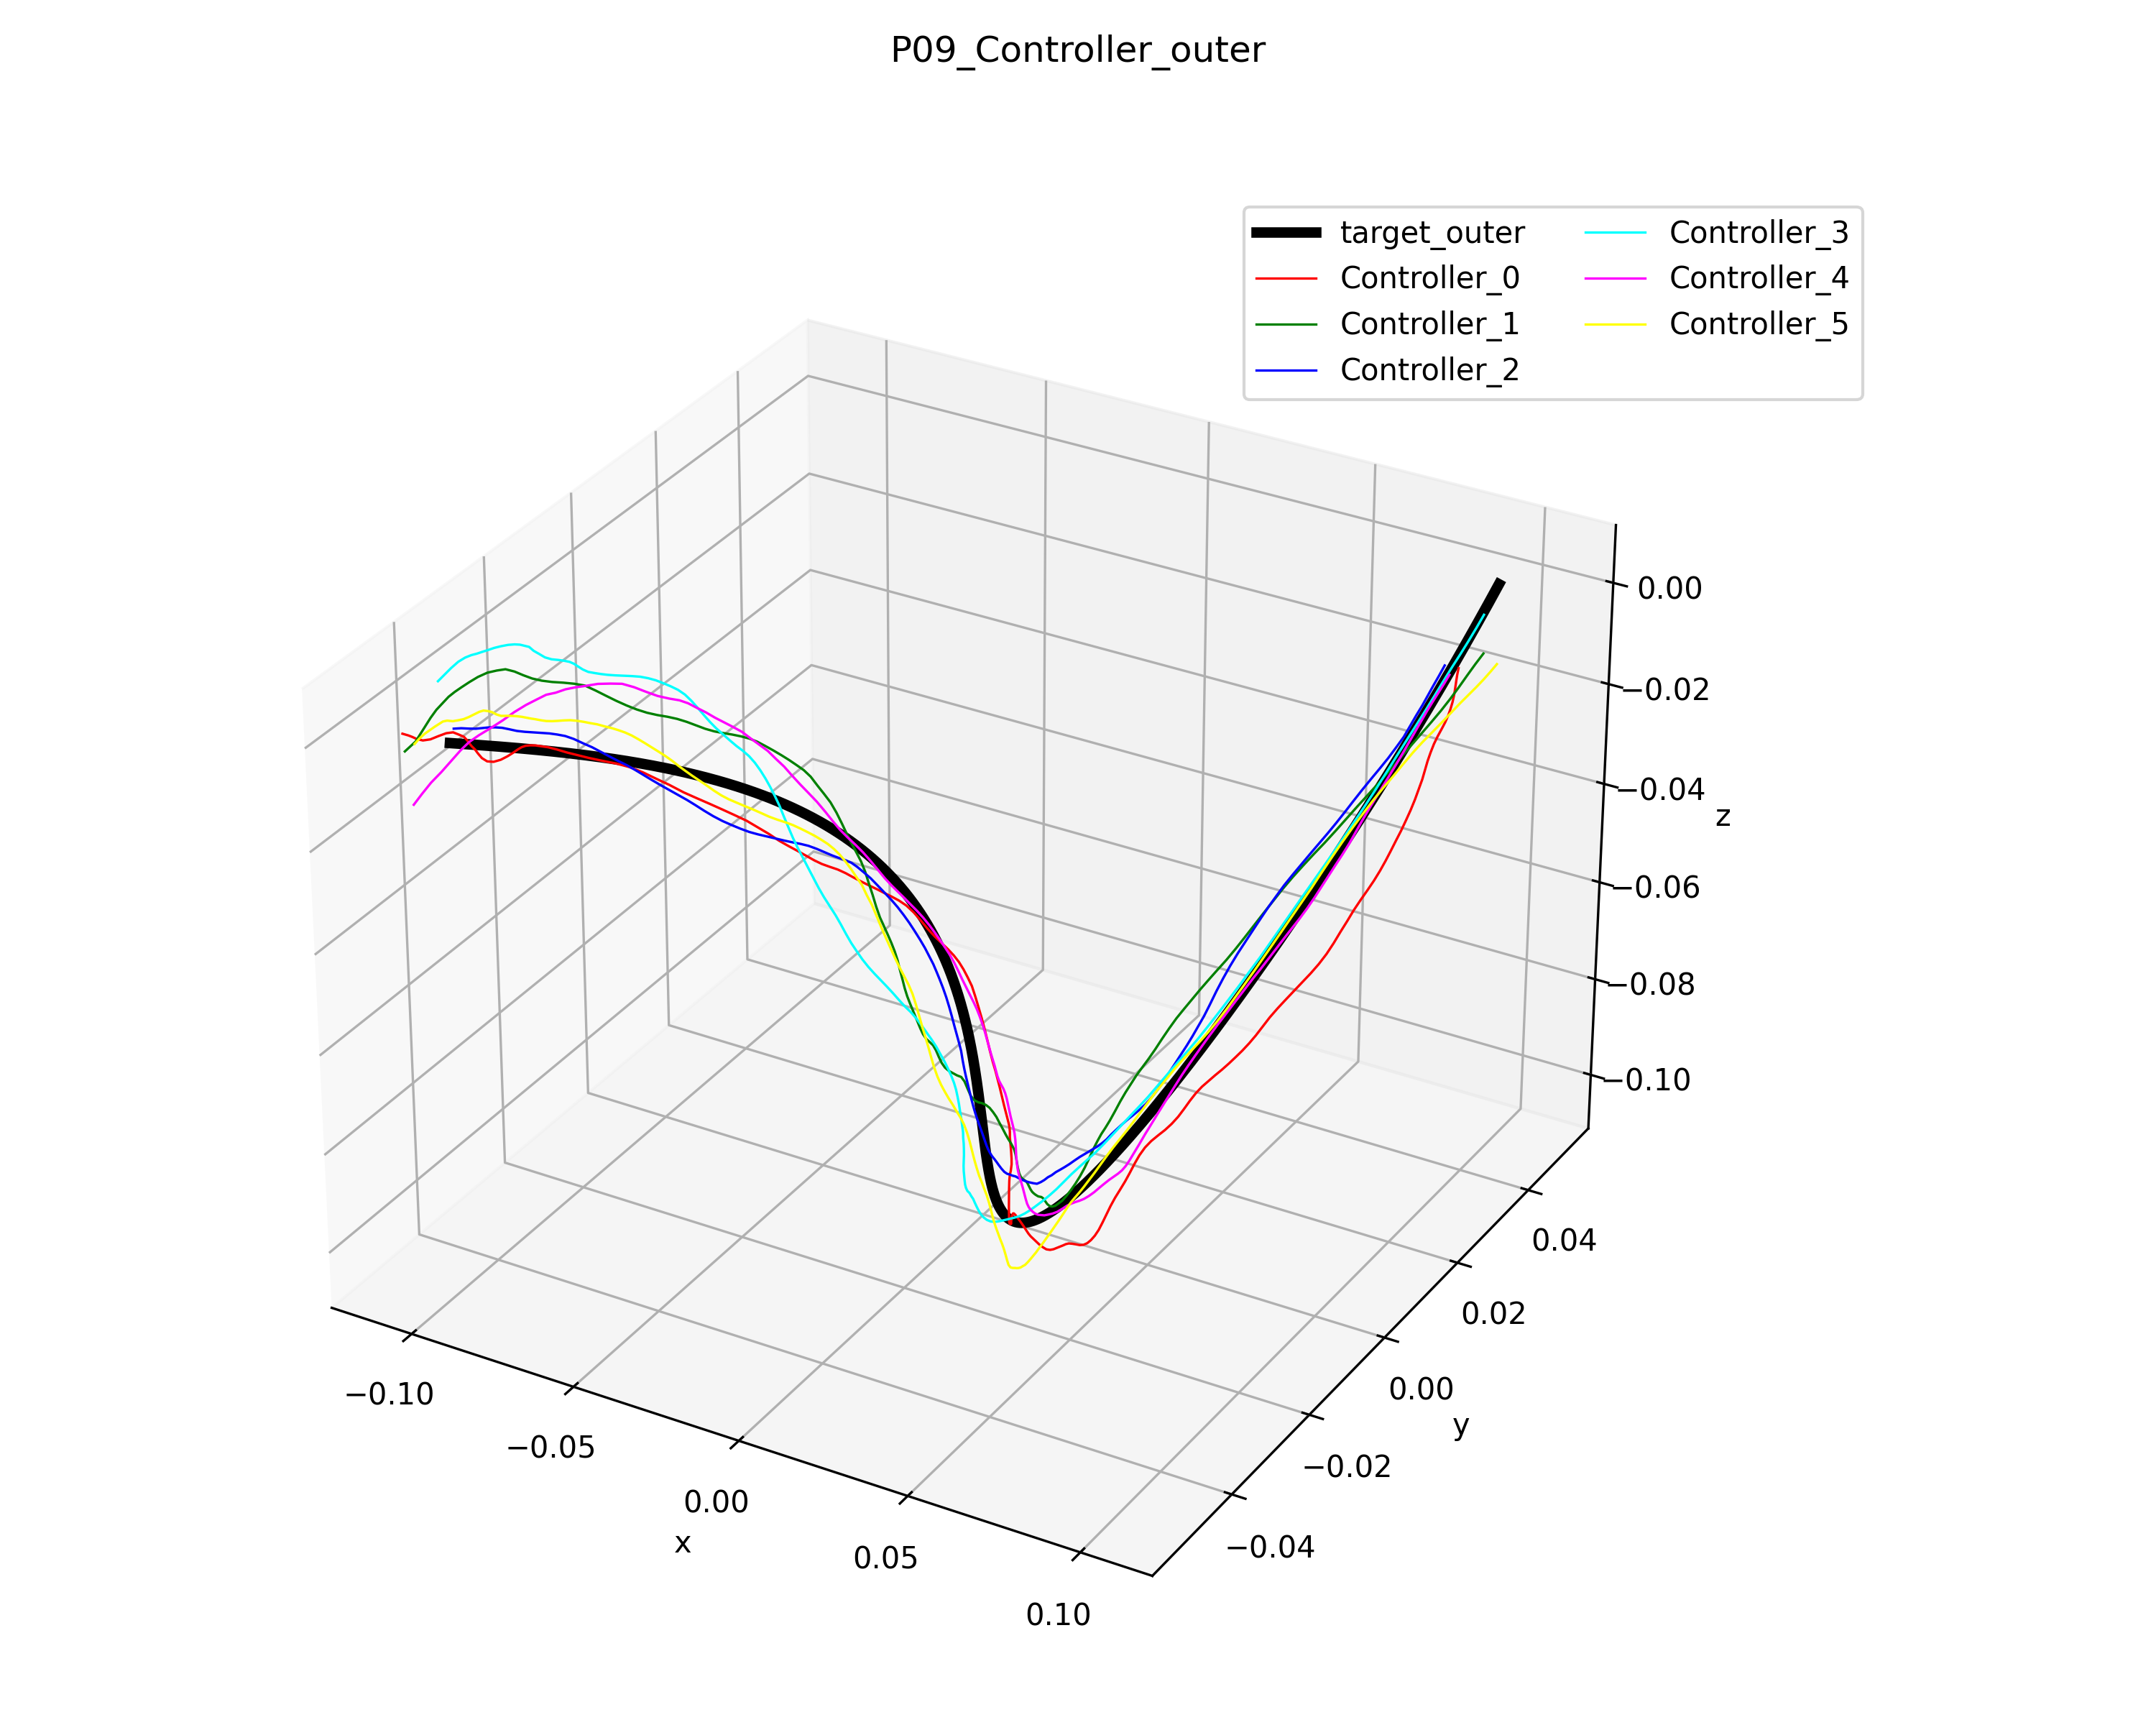 P09_Controller_outer
target_outer
Controller_0
Controller_1
Controller_2
Controller_3
Controller_4
Controller_5
0.00
−0.02
−0.04
z
−0.06
−0.08
−0.10
0.04
0.02
0.00
y
−0.02
−0.04
−0.10
−0.05
0.00
x
0.05
0.10